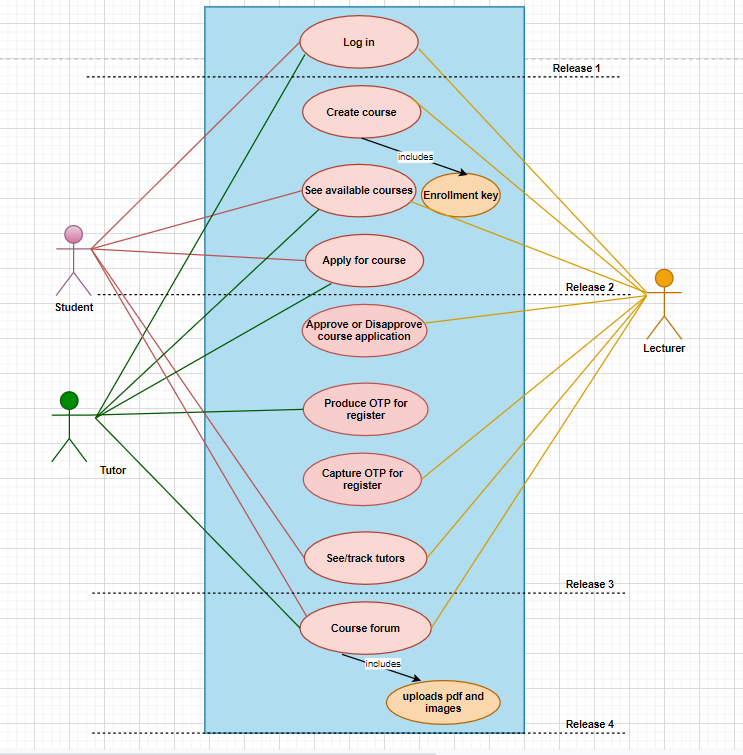 Log in
Release 1
Create course
includes
See available courses
Enrollment key
Apply for course
Student
Release 2
Lecturer
Approve or Disapprove
course application
Produce OTP for
register
Tutor
Capture OTP for
register
See/track tutors
Release 3
Course forum
includes
uploads pdf and
images
Release 4